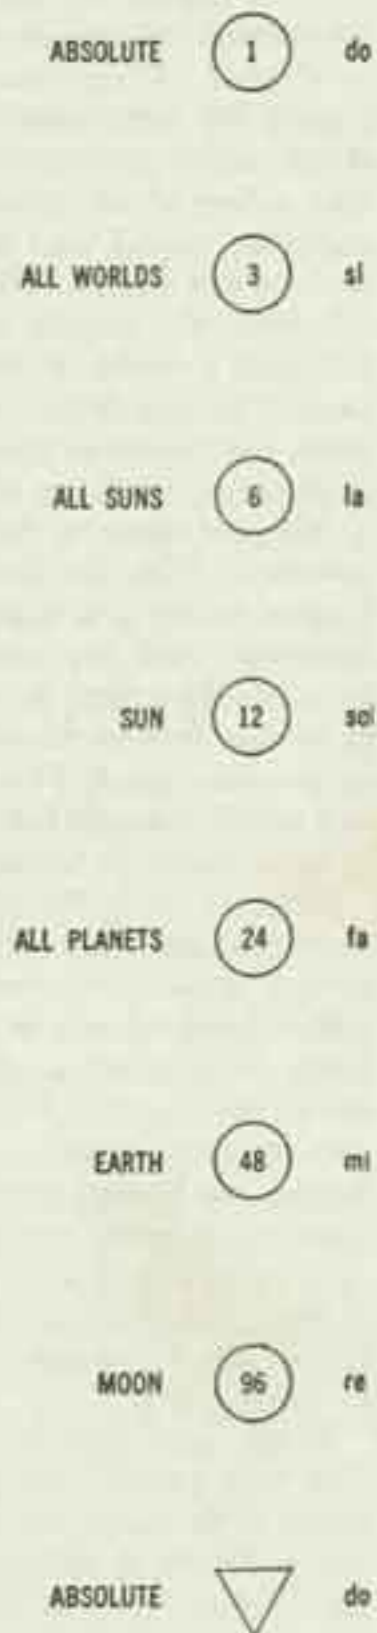 ABSOLUTE 1 do
ALL WORLDS 3 si
ALL SUNS 6 la
SUN 12 sol
ALL PLANETS 24 fa
EARTH 48 mi
MOON 96 re
ABSOLUTE do